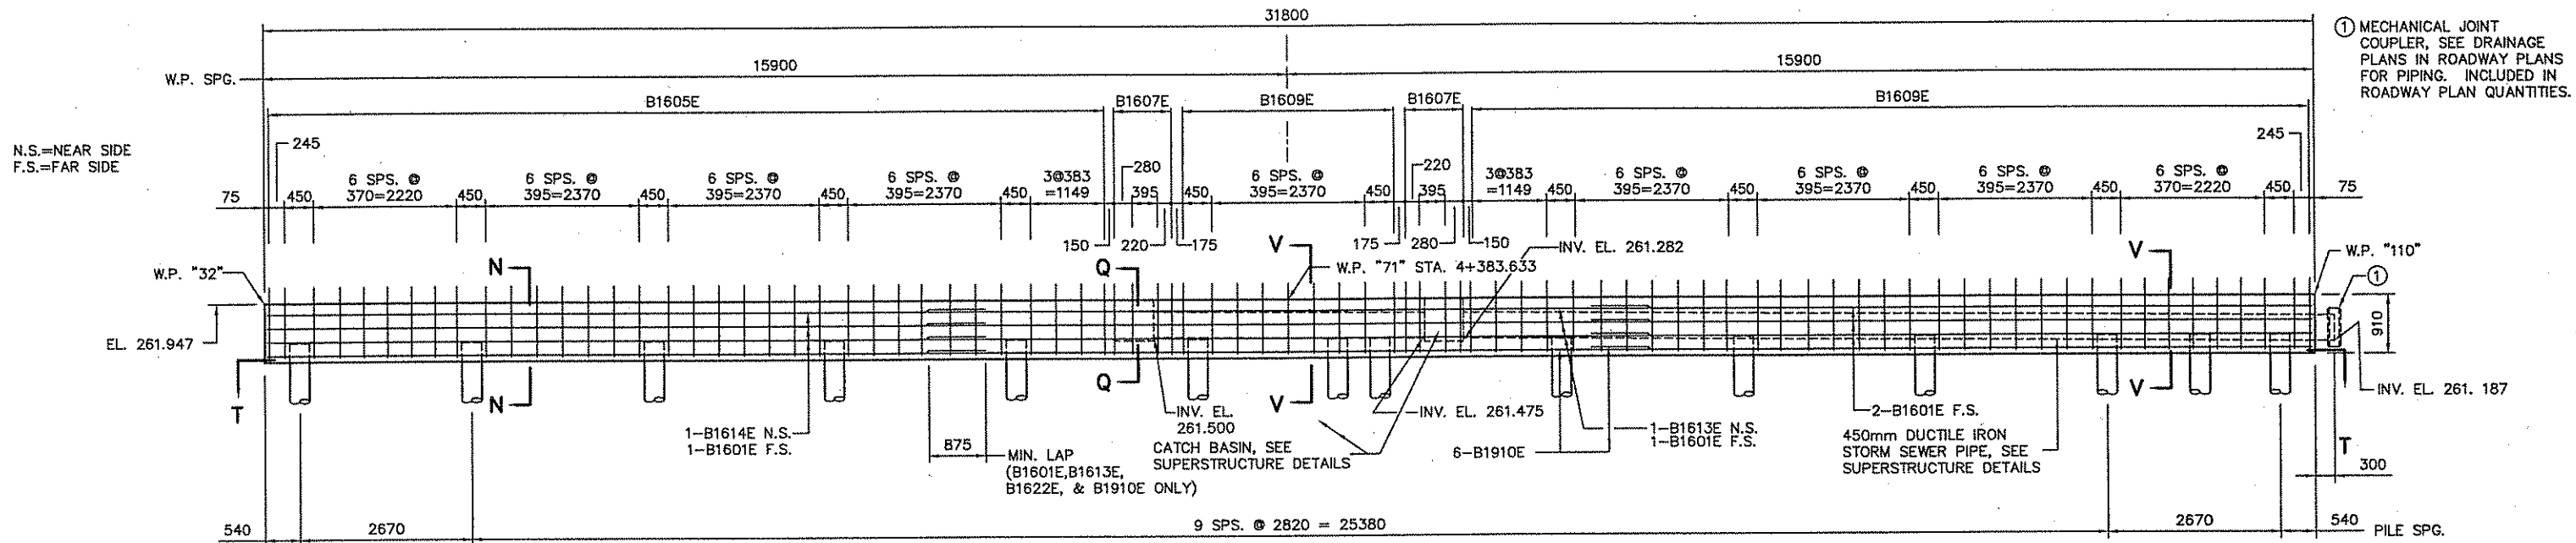 31800
① MECHANICAL JOINT
COUPLER, SEE DRAINAGE
PLANS IN ROADWAY PLANS
FOR PIPING. INCLUDED IN
ROADWAY PLAN QUANTITIES.
W.P. SPG.
15900
15900
B1605E
B1607E
B1609E
B1607E
B1609E
N.S.=NEAR SIDE
F.S.=FAR SIDE
245
280
220
245
75
450
6 SPS. @
370=2220
450
6 SPS. @
395=2370
450
6 SPS. @
395=2370
450
6 SPS. @
395=2370
450
3@383
=1149
395
450
6 SPS. @
395=2370
450
395
3@383
=1149
450
6 SPS. @
395=2370
450
6 SPS. @
395=2370
450
6 SPS. @
395=2370
450
6 SPS. @
370=2220
450
75
150
220
175
175
280
150
W.P. "32"
N
Q
V
INV. EL. 261.282
W.P. "71" STA. 4+383.633
V
W.P. "110"
①
EL. 261.947
910
T
N
Q
V
V
INV. EL. 261. 187
INV. EL.
261.500
INV. EL. 261.475
2-B1601E F.S.
1-B1614E N.S.
1-B1601E F.S.
875
MIN. LAP
(B1601E,B1613E,
B1622E, & B1910E ONLY)
CATCH BASIN, SEE
SUPERSTRUCTURE DETAILS
6-B1910E
1-B1613E N.S.
1-B1601E F.S.
450mm DUCTILE IRON
STORM SEWER PIPE, SEE
SUPERSTRUCTURE DETAILS
T
300
540
2670
9 SPS. @ 2820 = 25380
2670
540
PILE SPG.